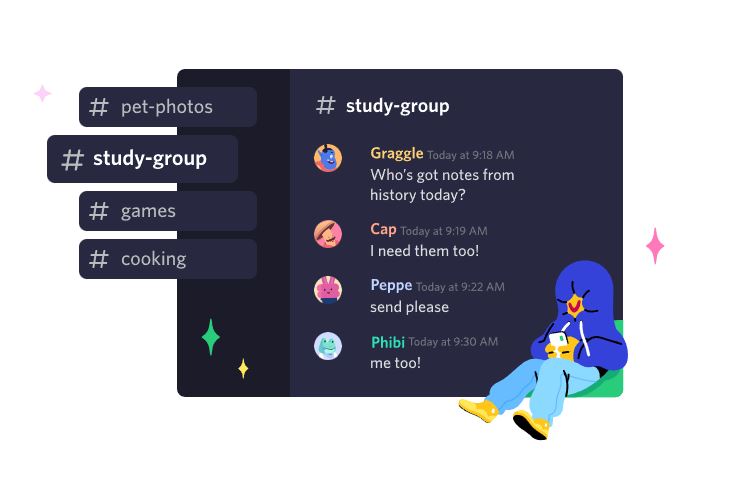 # pet-photos
# study-group
# games
# cooking
# study-group
Graggle Today at 9:18 AM
Who's got notes from
history today?
Cap Today at 9:19 AM
I need them too!
Peppe Today at 9:22 AM
send please
Phibi Today at 9:30 AM
me too!